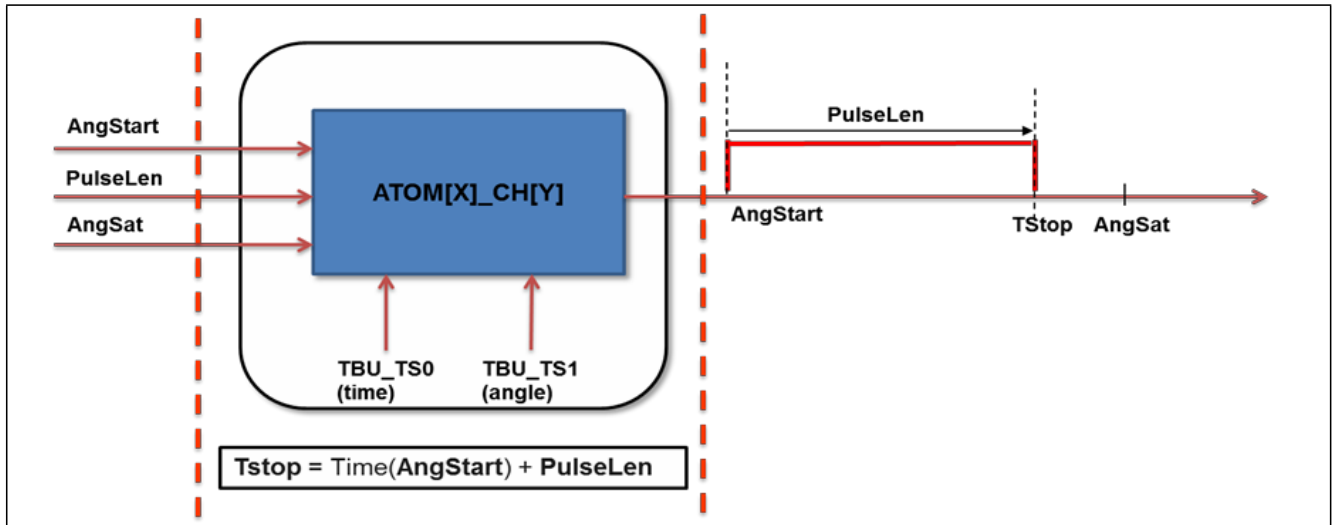 AngStart
PulseLen
AngSat
ATOM[X]_CH[Y]
TBU_TS0
(time)
TBU_TS1
(angle)
Tstop = Time(AngStart) + PulseLen
PulseLen
AngStart
TStop
AngSat